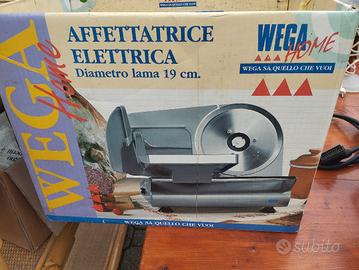 WEGA
Home
AFFETTATRICE
ELETTRICA
Diametro lama 19 cm.
WEGA
HOME
WEGA SA QUELLO CHE VUOI
WEGA SA QUELLO CHE VUOI
subito